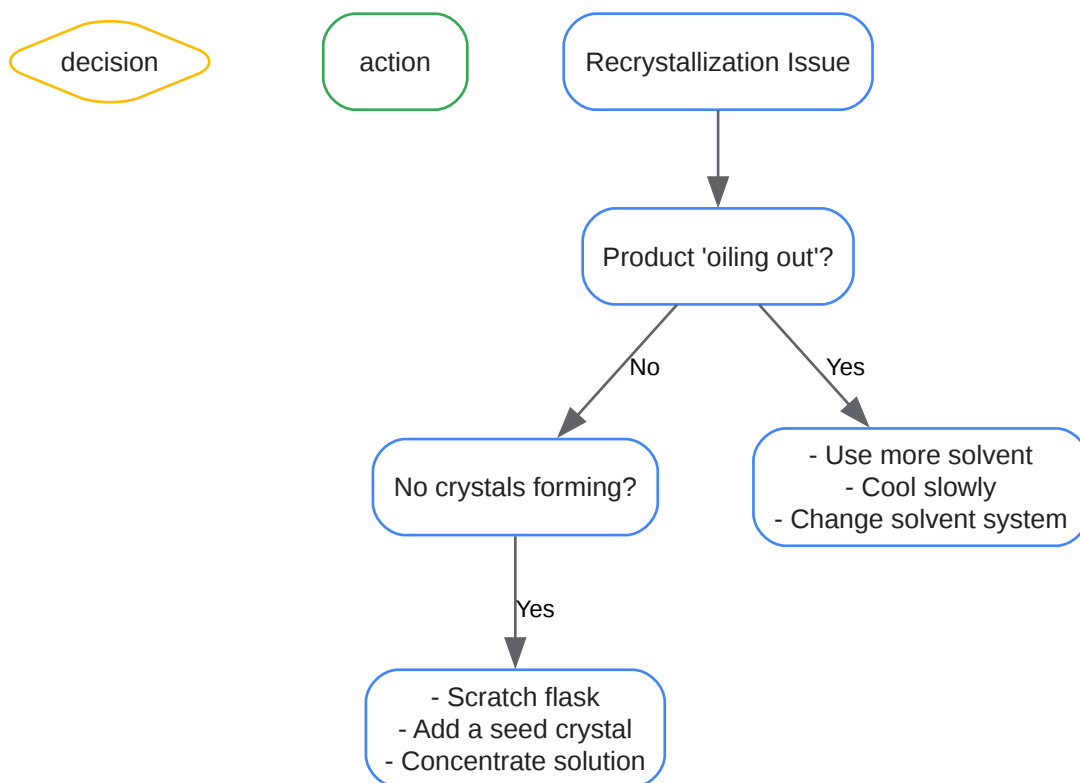 decision
action
Recrystallization Issue
Product 'oiling out'?
No
Yes
No crystals forming?
- Use more solvent
- Cool slowly
- Change solvent system
Yes
- Scratch flask
- Add a seed crystal
- Concentrate solution